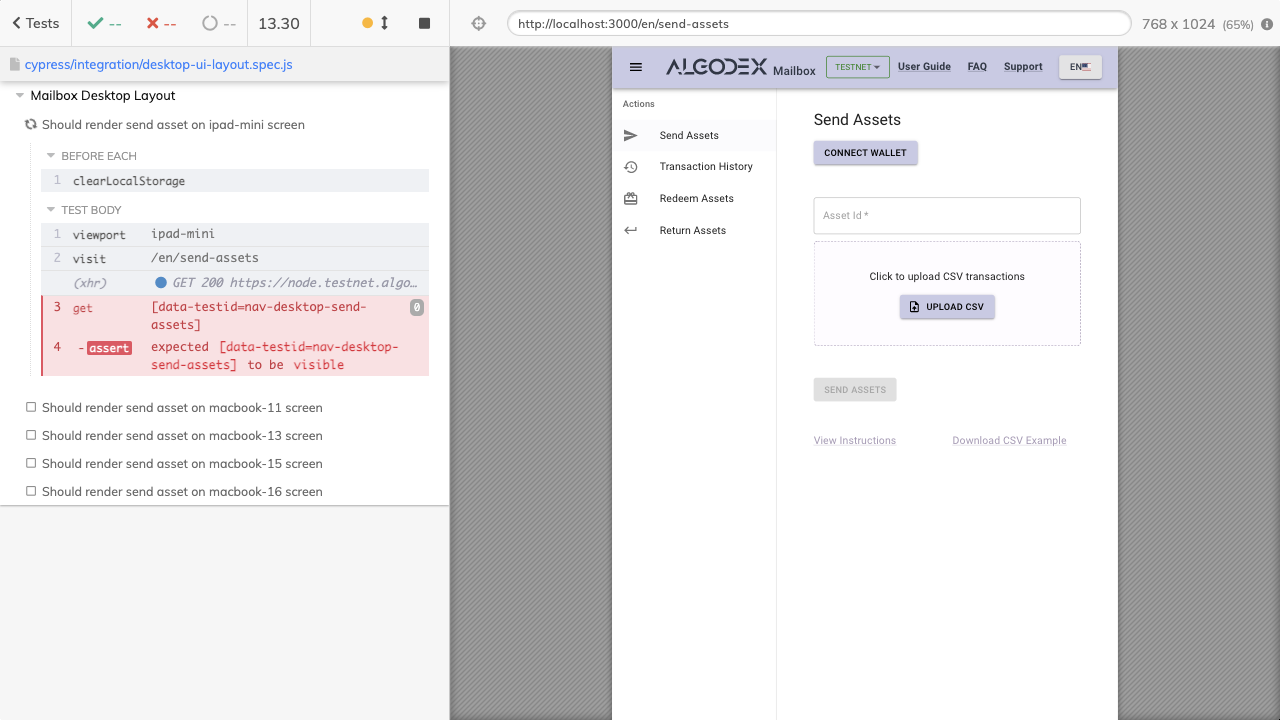 Tests
--
--
--
13.30
http://localhost:3000/en/send-assets
768 x 1024 (65%)
cypress/integration/desktop-ui-layout.spec.js
Mailbox Desktop Layout
Should render send asset on ipad-mini screen
BEFORE EACH
1 clearLocalStorage
TEST BODY
1 viewport ipad-mini
2 visit /en/send-assets
(xhr) GET 200 https://node.testnet.algo…
3 get [data-testid=nav-desktop-send-
assets] 0
4 -assert expected [data-testid=nav-desktop-
send-assets] to be visible
Should render send asset on macbook-11 screen
Should render send asset on macbook-13 screen
Should render send asset on macbook-15 screen
Should render send asset on macbook-16 screen
ALGODEX Mailbox
TESTNET
User Guide
FAQ
Support
EN
Actions
Send Assets
Transaction History
Redeem Assets
Return Assets
Send Assets
CONNECT WALLET
Asset Id *
Click to upload CSV transactions
UPLOAD CSV
SEND ASSETS
View Instructions
Download CSV Example